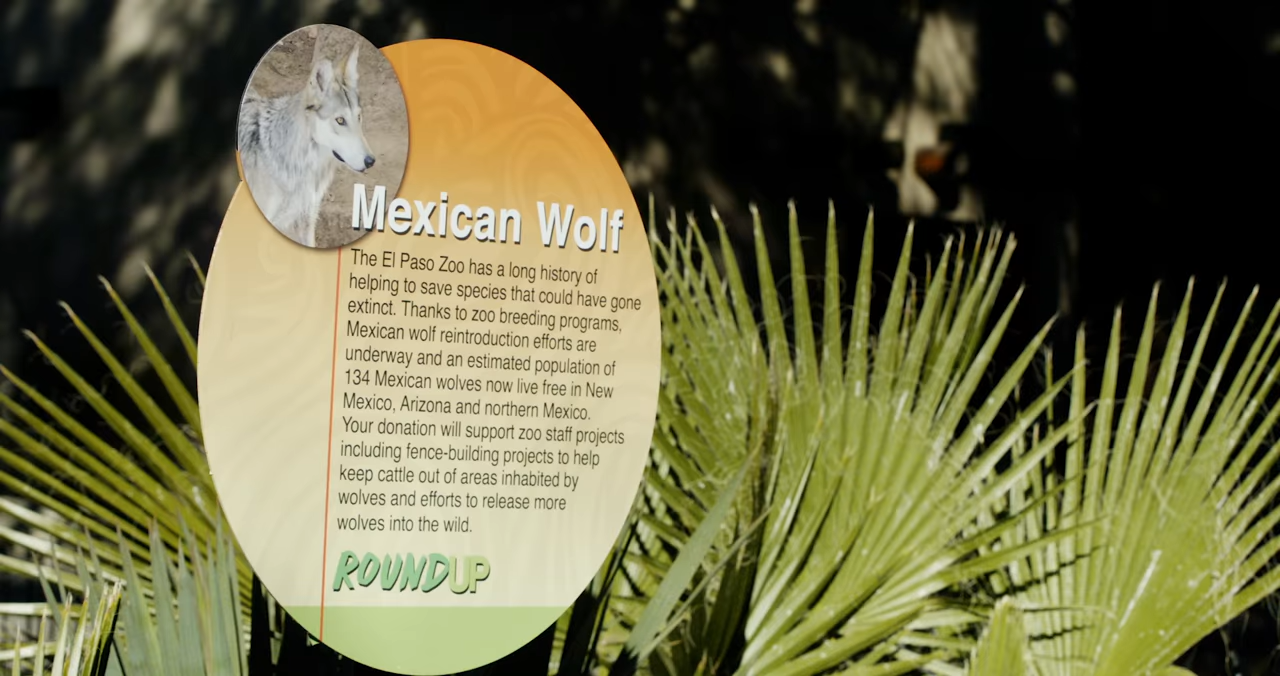 Mexican Wolf
The El Paso Zoo has a long history of
helping to save species that could have gone
extinct. Thanks to zoo breeding programs,
Mexican wolf reintroduction efforts are
underway and an estimated population of
134 Mexican wolves now live free in New
Mexico, Arizona and northern Mexico.
Your donation will support zoo staff projects
including fence-building projects to help
keep cattle out of areas inhabited by
wolves and efforts to release more
wolves into the wild.
ROUNDUP